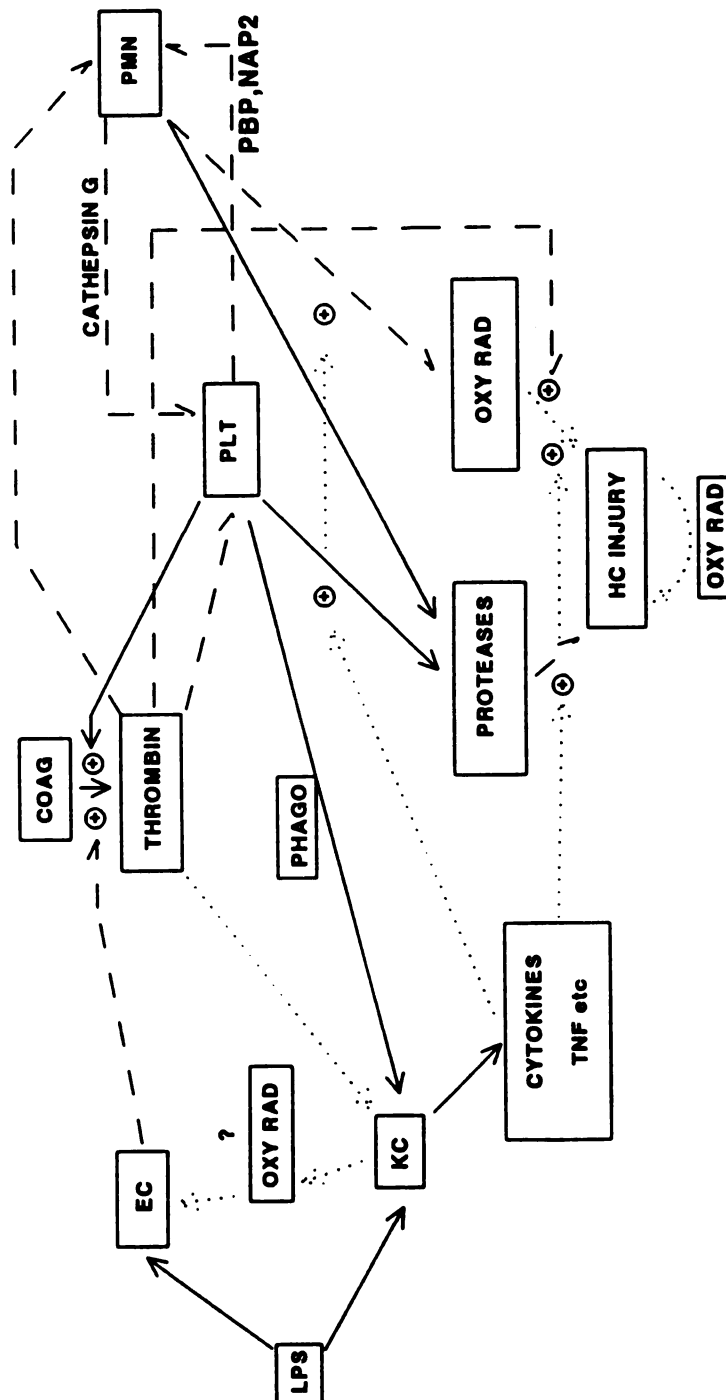 LPS
EC
?
OXY RAD
KC
CYTOKINES
TNF etc
COAG
THROMBIN
PHAGO
PLT
CATHEPSIN G
PMN
PBP,NAP2
PROTEASES
OXY RAD
HC INJURY
OXY RAD